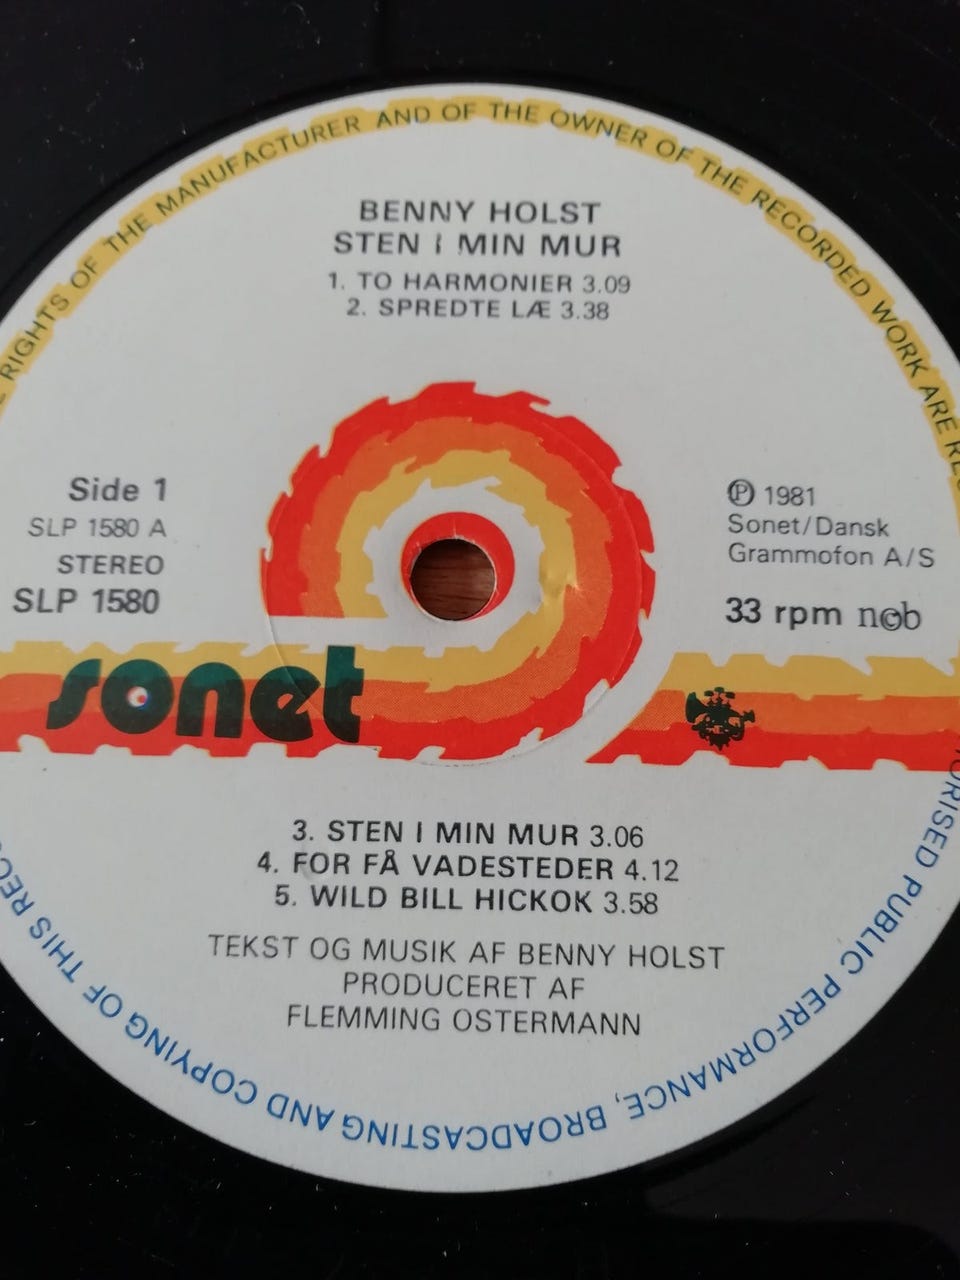 RIGHTS OF THE MANUFACTURER AND OF THE OWNER OF THE RECORDED WORK ARE
BENNY HOLST
STEN I MIN MUR
1. TO HARMONIER 3.09
2. SPREDTE LÆ 3.38
Side 1
SLP 1580 A
STEREO
SLP 1580
℗ 1981
Sonet/Dansk
Grammofon A/S
33 rpm ncb
sonet
3. STEN I MIN MUR 3.06
4. FOR FÅ VADESTEDER 4.12
5. WILD BILL HICKOK 3.58
TEKST OG MUSIK AF BENNY HOLST
PRODUCERET AF
FLEMMING OSTERMANN
PUBLIC PERFORMANCE, BROADCASTING AND COPYING OF THIS